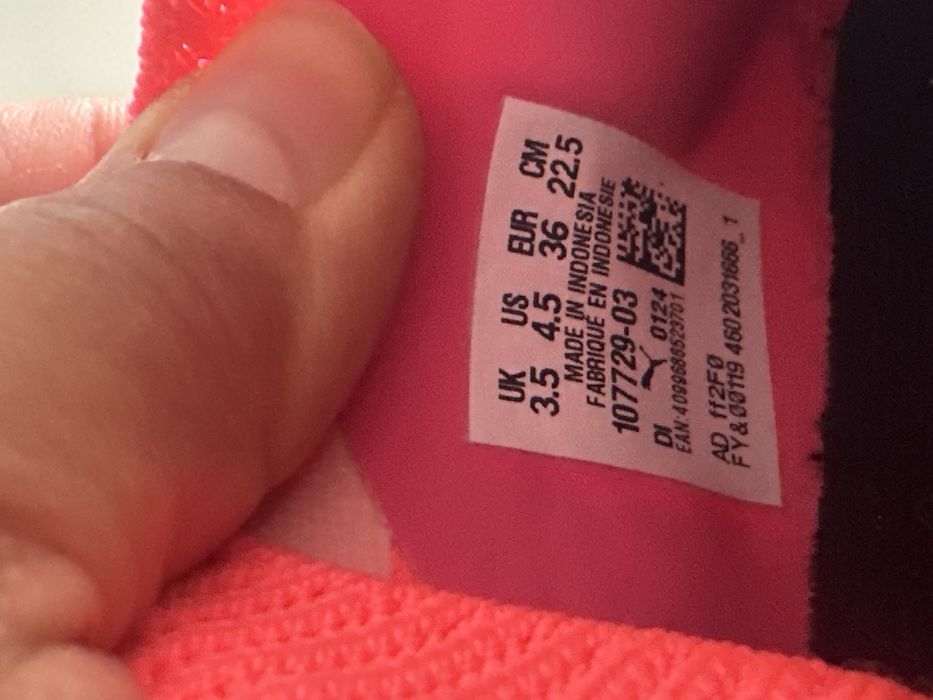 UK US EUR CM
3.5 4.5 36 22.5
MADE IN INDONESIA
FABRIQUÉ EN INDONESIE
107729-03
0124
DI
EAN: 4099686523701
AD ff2F0
FY&00119 4602031666_1